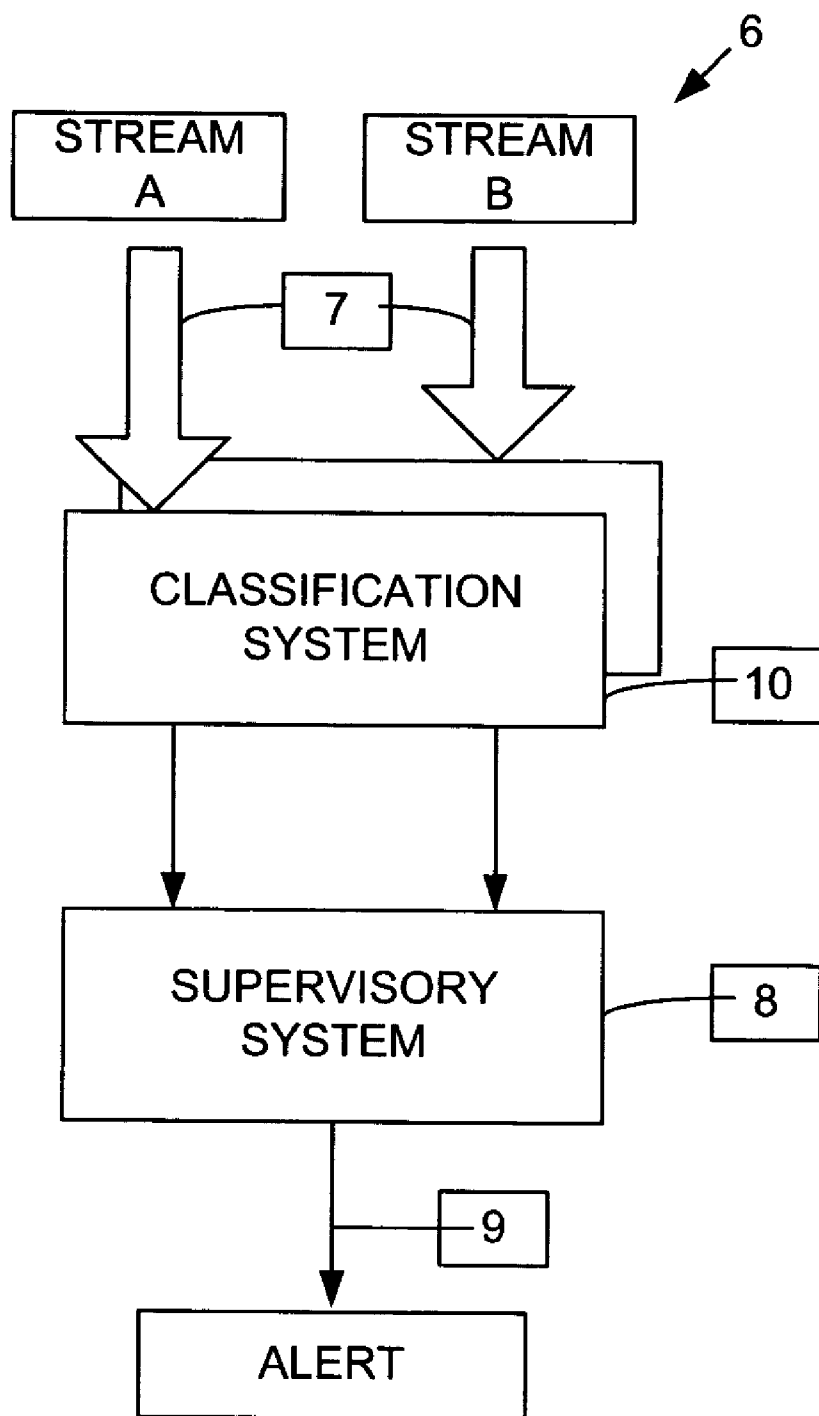 6
STREAM
A
STREAM
B
7
CLASSIFICATION
SYSTEM
10
SUPERVISORY
SYSTEM
8
9
ALERT